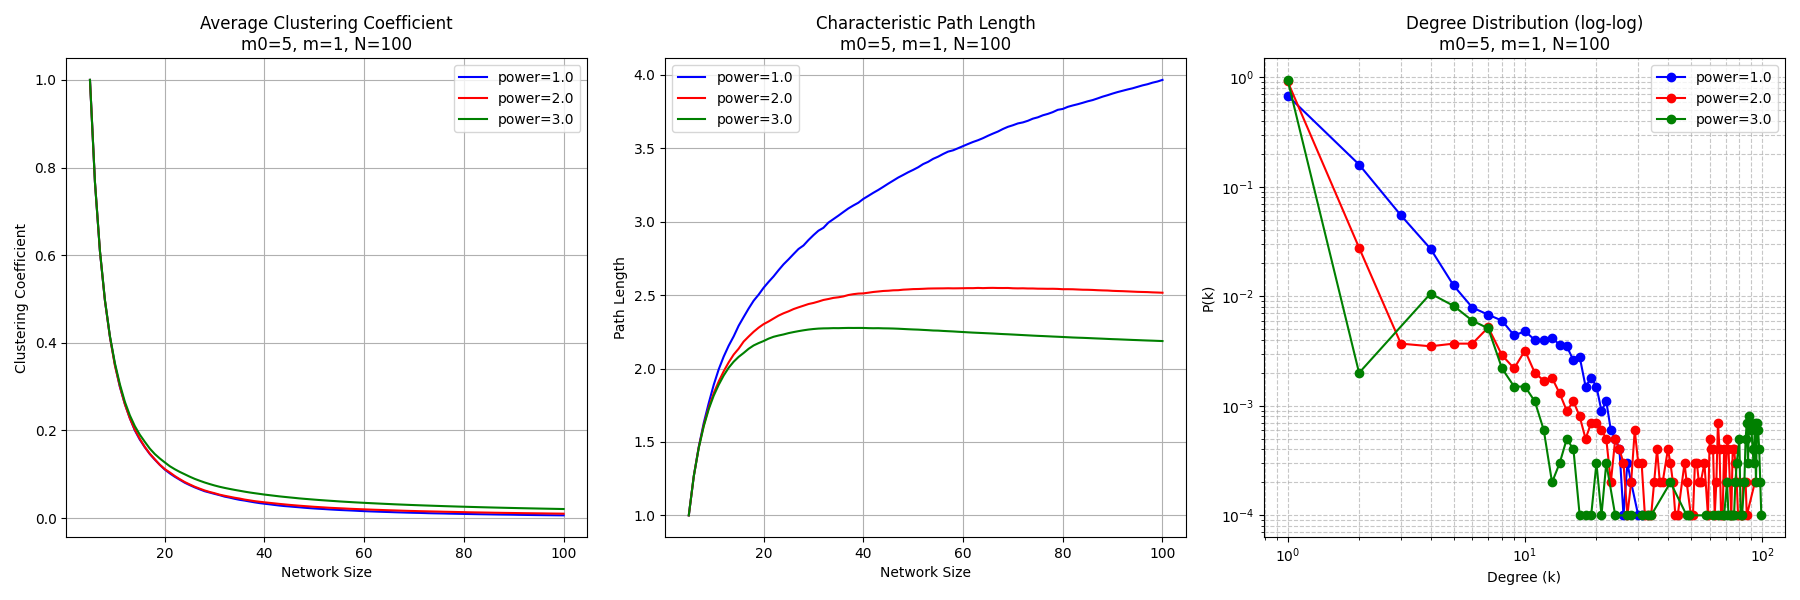 Average Clustering Coefficient
m0=5, m=1, N=100
power=1.0
power=2.0
power=3.0
1.0
0.8
0.6
0.4
0.2
0.0
Clustering Coefficient
20
40
60
80
100
Network Size
Characteristic Path Length
m0=5, m=1, N=100
power=1.0
power=2.0
power=3.0
4.0
3.5
3.0
2.5
2.0
1.5
1.0
Path Length
20
40
60
80
100
Network Size
Degree Distribution (log-log)
m0=5, m=1, N=100
power=1.0
power=2.0
power=3.0
10⁰
10⁻¹
10⁻²
10⁻³
10⁻⁴
P(k)
10⁰
10¹
10²
Degree (k)